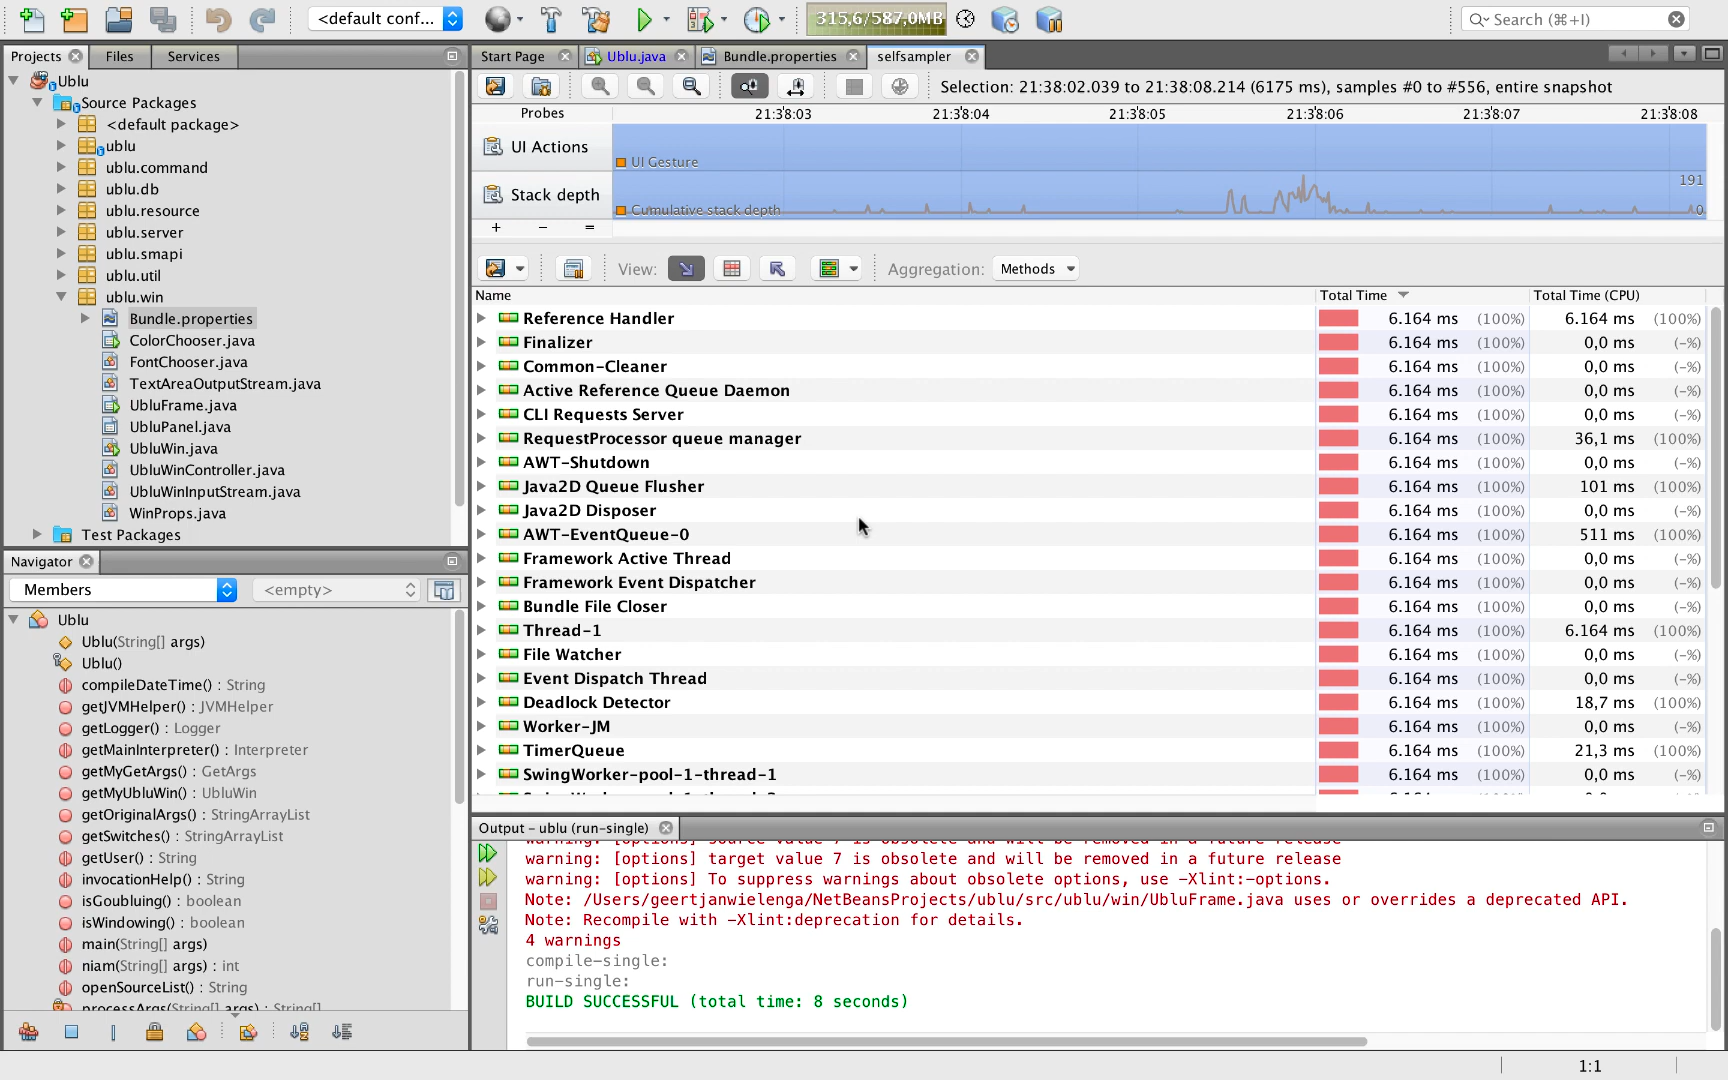 <default conf...
315,6/587,0MB
Search (⌘+I)
Projects
Files
Services
Ublu
Source Packages
<default package>
ublu
ublu.command
ublu.db
ublu.resource
ublu.server
ublu.smapi
ublu.util
ublu.win
Bundle.properties
ColorChooser.java
FontChooser.java
TextAreaOutputStream.java
UbluFrame.java
UbluPanel.java
UbluWin.java
UbluWinController.java
UbluWinInputStream.java
WinProps.java
Test Packages
Navigator
Members
<empty>
Ublu
Ublu(String[] args)
Ublu()
compileDateTime() : String
getJVMHelper() : JVMHelper
getLogger() : Logger
getMainInterpreter() : Interpreter
getMyGetArgs() : GetArgs
getMyUbluWin() : UbluWin
getOriginalArgs() : StringArrayList
getSwitches() : StringArrayList
getUser() : String
invocationHelp() : String
isGoubluing() : boolean
isWindowing() : boolean
main(String[] args)
niam(String[] args) : int
openSourceList() : String
processArgs(String[] args) : String[]
Start Page
Ublu.java
Bundle.properties
selfsampler
Selection: 21:38:02.039 to 21:38:08.214 (6175 ms), samples #0 to #556, entire snapshot
Probes
21:38:03 21:38:04 21:38:05 21:38:06 21:38:07 21:38:08
UI Actions
UI Gesture
Stack depth
Cumulative stack depth
191
0
+ − =
View:
Aggregation: Methods
Name Total Time Total Time (CPU)
Reference Handler 6.164 ms (100%) 6.164 ms (100%)
Finalizer 6.164 ms (100%) 0,0 ms (-%)
Common-Cleaner 6.164 ms (100%) 0,0 ms (-%)
Active Reference Queue Daemon 6.164 ms (100%) 0,0 ms (-%)
CLI Requests Server 6.164 ms (100%) 0,0 ms (-%)
RequestProcessor queue manager 6.164 ms (100%) 36,1 ms (100%)
AWT-Shutdown 6.164 ms (100%) 0,0 ms (-%)
Java2D Queue Flusher 6.164 ms (100%) 101 ms (100%)
Java2D Disposer 6.164 ms (100%) 0,0 ms (-%)
AWT-EventQueue-0 6.164 ms (100%) 511 ms (100%)
Framework Active Thread 6.164 ms (100%) 0,0 ms (-%)
Framework Event Dispatcher 6.164 ms (100%) 0,0 ms (-%)
Bundle File Closer 6.164 ms (100%) 0,0 ms (-%)
Thread-1 6.164 ms (100%) 6.164 ms (100%)
File Watcher 6.164 ms (100%) 0,0 ms (-%)
Event Dispatch Thread 6.164 ms (100%) 0,0 ms (-%)
Deadlock Detector 6.164 ms (100%) 18,7 ms (100%)
Worker-JM 6.164 ms (100%) 0,0 ms (-%)
TimerQueue 6.164 ms (100%) 21,3 ms (100%)
SwingWorker-pool-1-thread-1 6.164 ms (100%) 0,0 ms (-%)
Output - ublu (run-single)
warning: [options] source value 7 is obsolete and will be removed in a future release
warning: [options] target value 7 is obsolete and will be removed in a future release
warning: [options] To suppress warnings about obsolete options, use -Xlint:-options.
Note: /Users/geertjanwielenga/NetBeansProjects/ublu/src/ublu/win/UbluFrame.java uses or overrides a deprecated API.
Note: Recompile with -Xlint:deprecation for details.
4 warnings
compile-single:
run-single:
BUILD SUCCESSFUL (total time: 8 seconds)
1:1